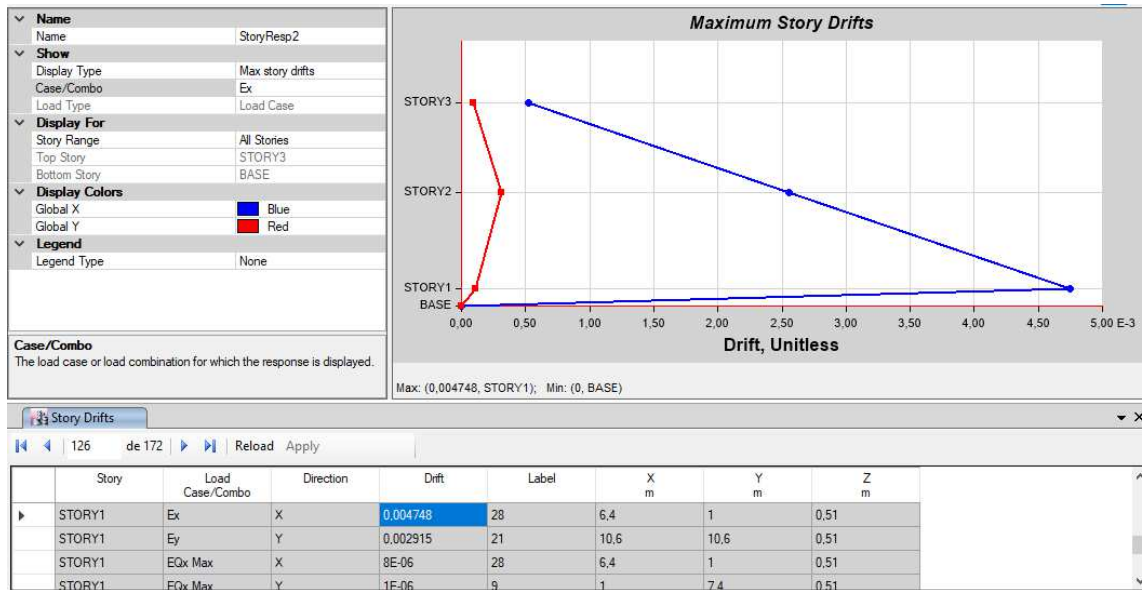 Name
Name StoryResp2
Show
Display Type Max story drifts
Case/Combo Ex
Load Type Load Case
Display For
Story Range All Stories
Top Story STORY3
Bottom Story BASE
Display Colors
Global X Blue
Global Y Red
Legend
Legend Type None
Case/Combo
The load case or load combination for which the response is displayed.
Maximum Story Drifts
STORY3
STORY2
STORY1
BASE
0,00 0,50 1,00 1,50 2,00 2,50 3,00 3,50 4,00 4,50 5,00 E-3
Drift, Unitless
Max: (0,004748, STORY1); Min: (0, BASE)
Story Drifts
126 de 172 Reload Apply
Story Load Case/Combo Direction Drift Label X m Y m Z m
STORY1 Ex X 0,004748 28 6,4 1 0,51
STORY1 Ey Y 0,002915 21 10,6 10,6 0,51
STORY1 EQx Max X 8E-06 28 6,4 1 0,51
STORY1 EQx Max Y 1E-06 9 1 7,4 0,51